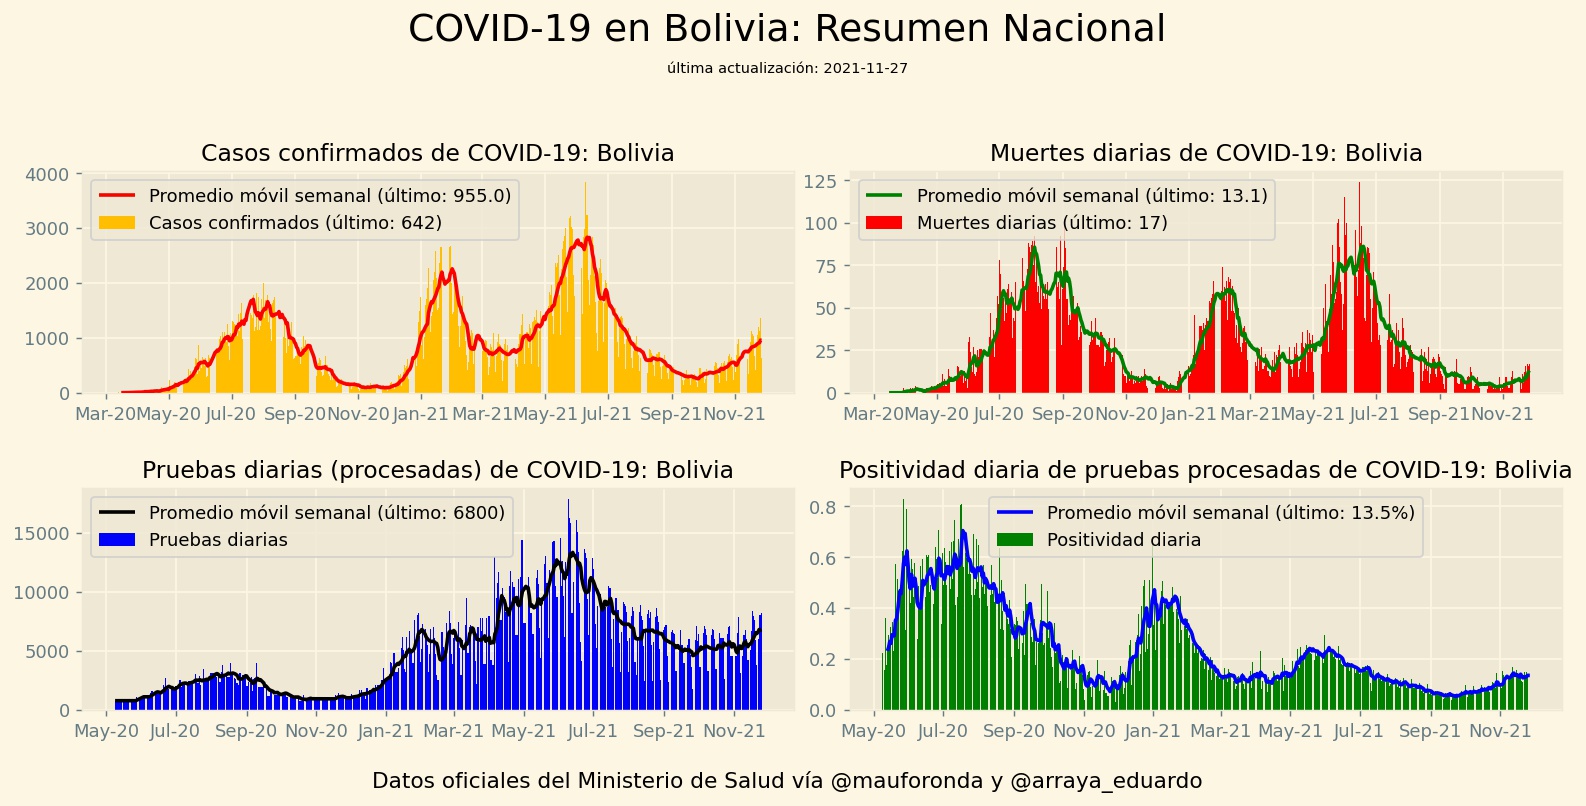 COVID-19 en Bolivia: Resumen Nacional
última actualización: 2021-11-27
Casos confirmados de COVID-19: Bolivia
4000
3000
2000
1000
0
Promedio móvil semanal (último: 955.0)
Casos confirmados (último: 642)
Mar-20 May-20 Jul-20 Sep-20 Nov-20 Jan-21 Mar-21 May-21 Jul-21 Sep-21 Nov-21
Muertes diarias de COVID-19: Bolivia
125
100
75
50
25
0
Promedio móvil semanal (último: 13.1)
Muertes diarias (último: 17)
Mar-20 May-20 Jul-20 Sep-20 Nov-20 Jan-21 Mar-21 May-21 Jul-21 Sep-21 Nov-21
Pruebas diarias (procesadas) de COVID-19: Bolivia
15000
10000
5000
0
Promedio móvil semanal (último: 6800)
Pruebas diarias
May-20 Jul-20 Sep-20 Nov-20 Jan-21 Mar-21 May-21 Jul-21 Sep-21 Nov-21
Positividad diaria de pruebas procesadas de COVID-19: Bolivia
0.8
0.6
0.4
0.2
0.0
Promedio móvil semanal (último: 13.5%)
Positividad diaria
May-20 Jul-20 Sep-20 Nov-20 Jan-21 Mar-21 May-21 Jul-21 Sep-21 Nov-21
Datos oficiales del Ministerio de Salud vía @mauforonda y @arraya_eduardo